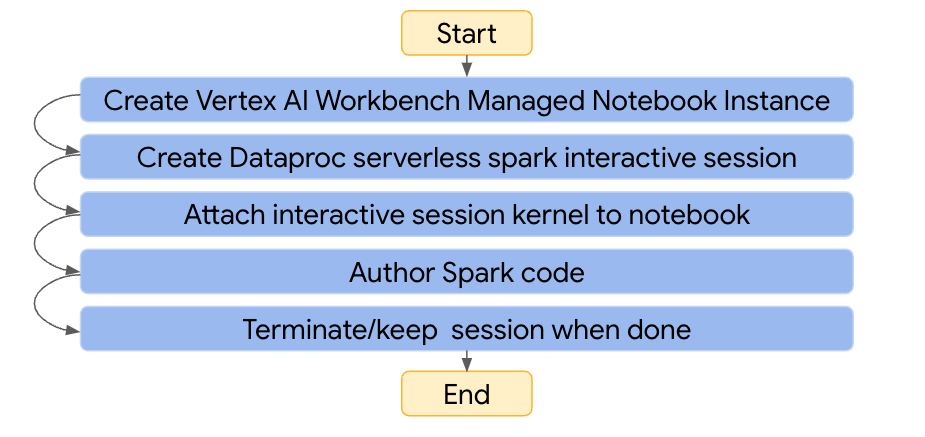 Start
Create Vertex AI Workbench Managed Notebook Instance
Create Dataproc serverless spark interactive session
Attach interactive session kernel to notebook
Author Spark code
Terminate/keep  session when done
End